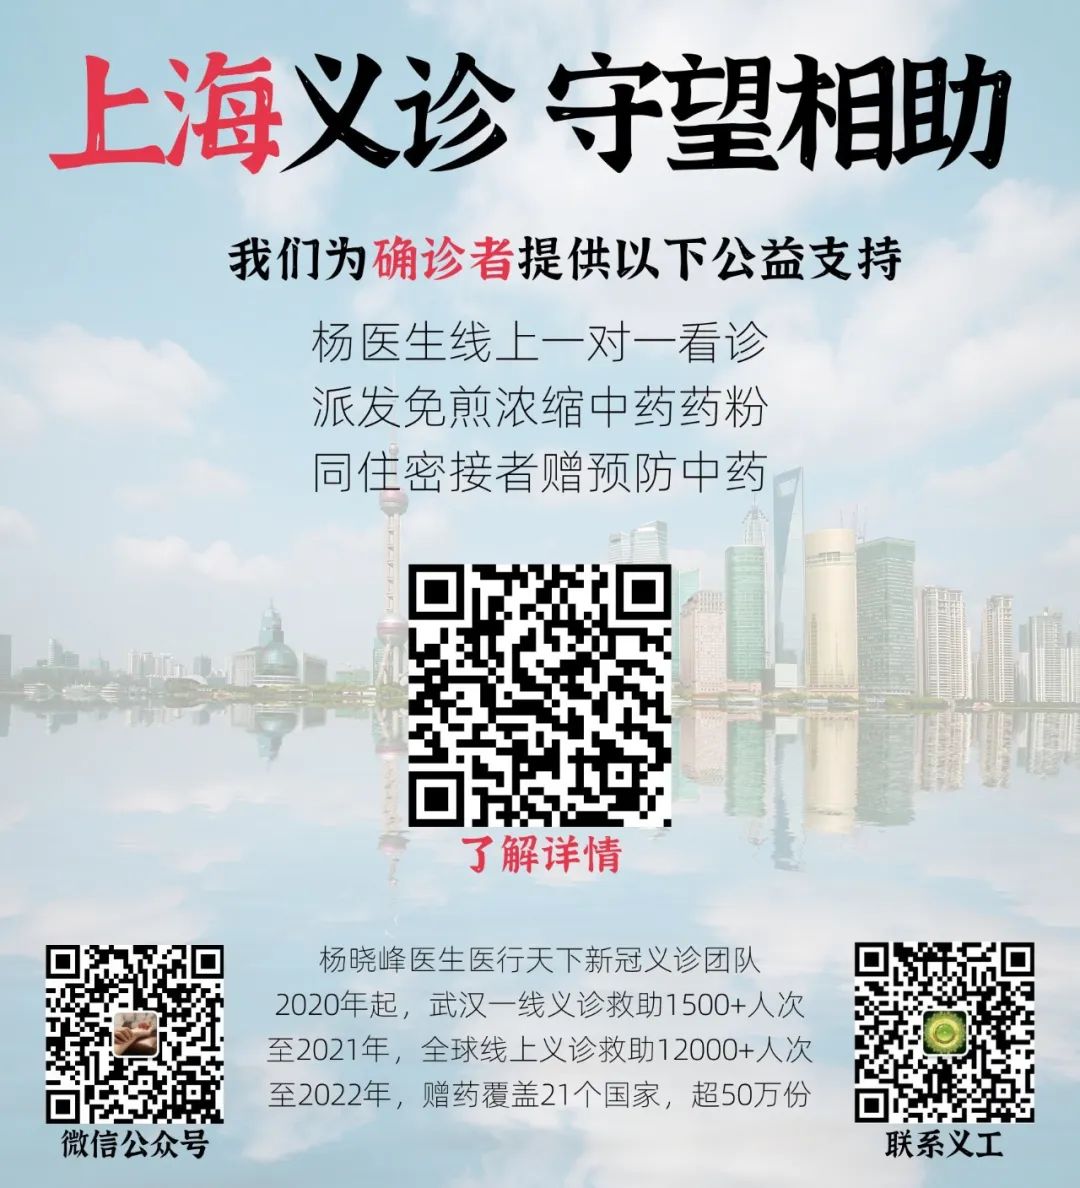 上海义诊 守望相助
我们为确诊者提供以下公益支持
杨医生线上一对一看诊
派发免煎浓缩中药药粉
同住密接者赠预防中药
了解详情
杨晓峰医生医行天下新冠义诊团队
2020年起，武汉一线义诊救助1500+人次
至2021年，全球线上义诊救助12000+人次
至2022年，赠药覆盖21个国家，超50万份
微信公众号
联系义工